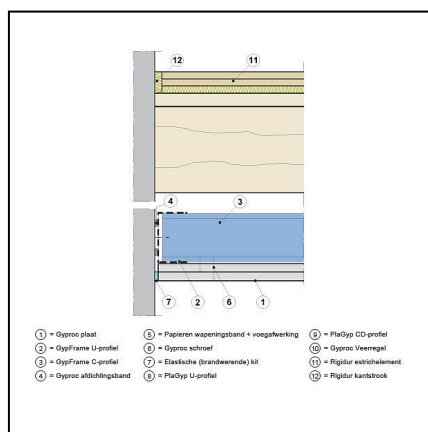 12
11
4
3
7
2
6
1
1 = Gyproc plaat
2 = GypFrame U-profiel
3 = GypFrame C-profiel
4 = Gyproc afdichtingsband
5 = Papieren wapeningsband + voegafwerking
6 = Gyproc schroef
7 = Elastische (brandwerende) kit
8 = PlaGyp U-profiel
9 = PlaGyp CD-profiel
10 = Gyproc Veerregel
11 = Rigidur estrichelement
12 = Rigidur kantstrook